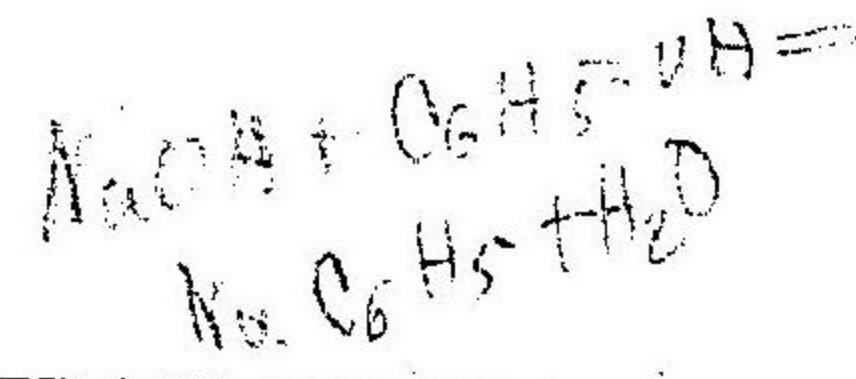 NaOH + C6H5OH =
Na C6H5 + H2O